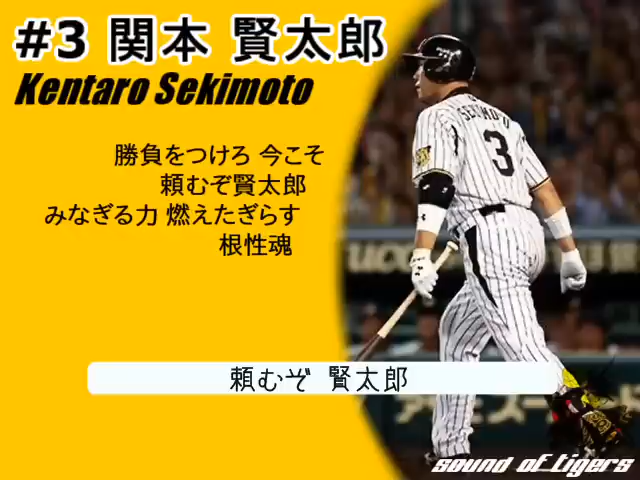 #3 関本 賢太郎
Kentaro Sekimoto
勝負をつけろ 今こそ
頼むぞ賢太郎
みなぎる力 燃えたぎらす
根性魂
SEKIMOTO
3
頼むぞ 賢太郎
sound of tigers